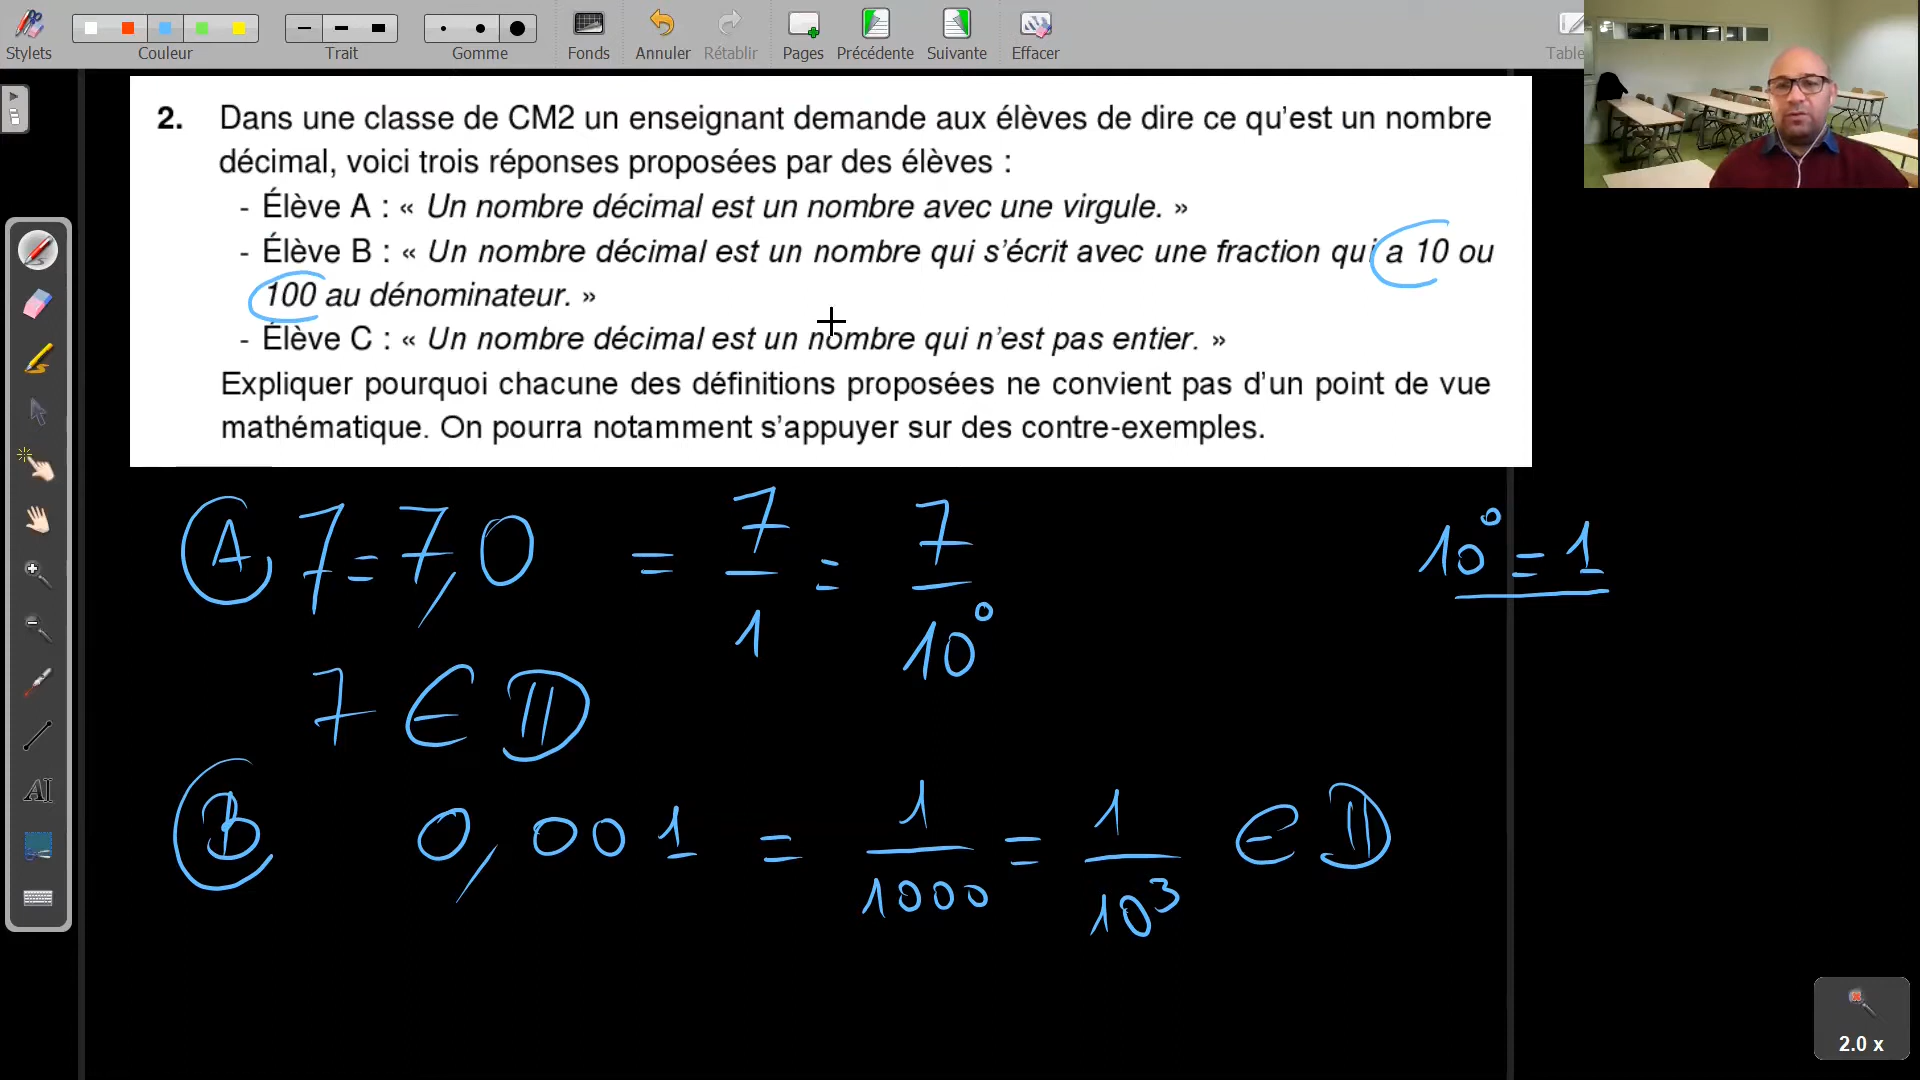 Stylets Couleur Trait Gomme Fonds Annuler Rétablir Pages Précédente Suivante Effacer
2. Dans une classe de CM2 un enseignant demande aux élèves de dire ce qu'est un nombre
décimal, voici trois réponses proposées par des élèves :
- Élève A : « Un nombre décimal est un nombre avec une virgule. »
- Élève B : « Un nombre décimal est un nombre qui s'écrit avec une fraction qui a 10 ou
100 au dénominateur. »
- Élève C : « Un nombre décimal est un nombre qui n'est pas entier. »
Expliquer pourquoi chacune des définitions proposées ne convient pas d'un point de vue
mathématique. On pourra notamment s'appuyer sur des contre-exemples.
A 7 = 7,0 = 7/1 = 7/10⁰
10⁰ = 1
7 ∈ 𝔻
B 0,001 = 1/1000 = 1/10³ ∈ 𝔻
2.0 x